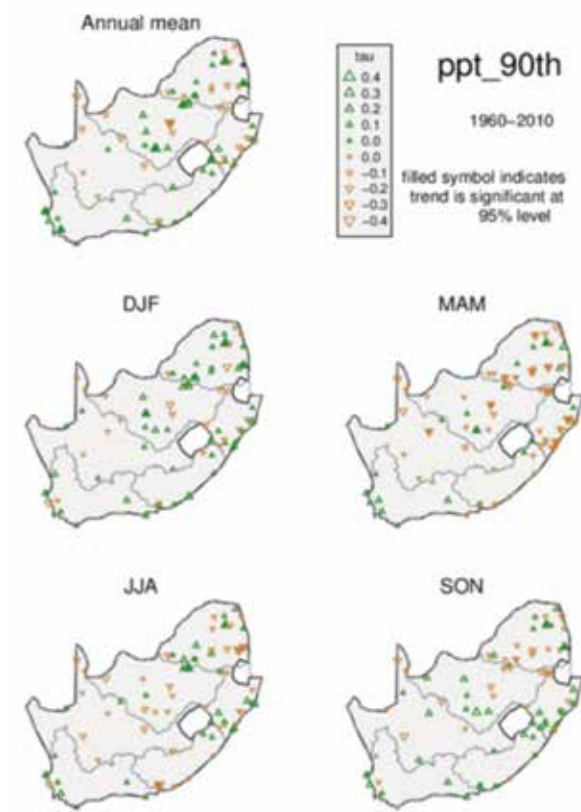 Annual mean
tau
0.4
0.3
0.2
0.1
0.0
0.0
−0.1
−0.2
−0.3
−0.4
ppt_90th
1960−2010
filled symbol indicates
trend is significant at
95% level
DJF
MAM
JJA
SON